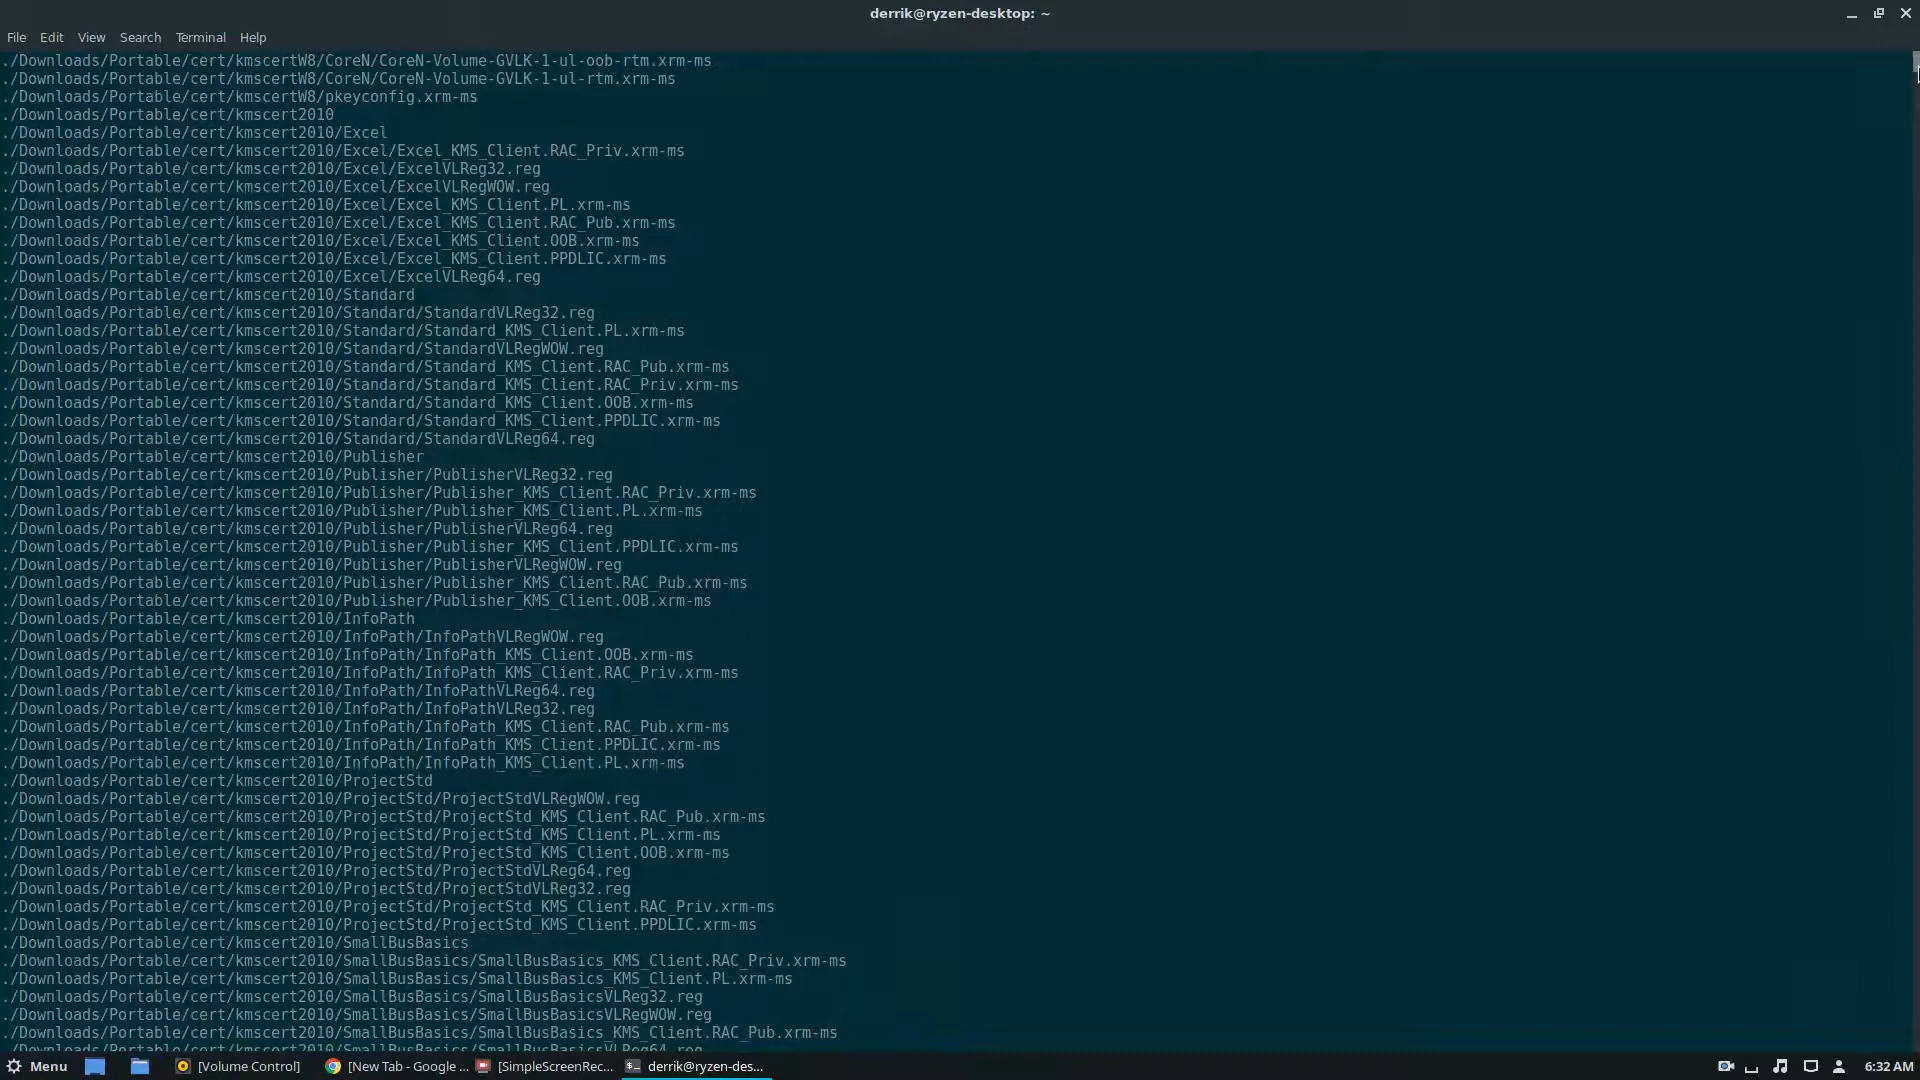 derrik@ryzen-desktop: ~
File Edit View Search Terminal Help
./Downloads/Portable/cert/kmscertW8/CoreN/CoreN-Volume-GVLK-1-ul-oob-rtm.xrm-ms
./Downloads/Portable/cert/kmscertW8/CoreN/CoreN-Volume-GVLK-1-ul-rtm.xrm-ms
./Downloads/Portable/cert/kmscertW8/pkeyconfig.xrm-ms
./Downloads/Portable/cert/kmscert2010
./Downloads/Portable/cert/kmscert2010/Excel
./Downloads/Portable/cert/kmscert2010/Excel/Excel_KMS_Client.RAC_Priv.xrm-ms
./Downloads/Portable/cert/kmscert2010/Excel/ExcelVLReg32.reg
./Downloads/Portable/cert/kmscert2010/Excel/ExcelVLRegWOW.reg
./Downloads/Portable/cert/kmscert2010/Excel/Excel_KMS_Client.PL.xrm-ms
./Downloads/Portable/cert/kmscert2010/Excel/Excel_KMS_Client.RAC_Pub.xrm-ms
./Downloads/Portable/cert/kmscert2010/Excel/Excel_KMS_Client.OOB.xrm-ms
./Downloads/Portable/cert/kmscert2010/Excel/Excel_KMS_Client.PPDLIC.xrm-ms
./Downloads/Portable/cert/kmscert2010/Excel/ExcelVLReg64.reg
./Downloads/Portable/cert/kmscert2010/Standard
./Downloads/Portable/cert/kmscert2010/Standard/StandardVLReg32.reg
./Downloads/Portable/cert/kmscert2010/Standard/Standard_KMS_Client.PL.xrm-ms
./Downloads/Portable/cert/kmscert2010/Standard/StandardVLRegWOW.reg
./Downloads/Portable/cert/kmscert2010/Standard/Standard_KMS_Client.RAC_Pub.xrm-ms
./Downloads/Portable/cert/kmscert2010/Standard/Standard_KMS_Client.RAC_Priv.xrm-ms
./Downloads/Portable/cert/kmscert2010/Standard/Standard_KMS_Client.OOB.xrm-ms
./Downloads/Portable/cert/kmscert2010/Standard/Standard_KMS_Client.PPDLIC.xrm-ms
./Downloads/Portable/cert/kmscert2010/Standard/StandardVLReg64.reg
./Downloads/Portable/cert/kmscert2010/Publisher
./Downloads/Portable/cert/kmscert2010/Publisher/PublisherVLReg32.reg
./Downloads/Portable/cert/kmscert2010/Publisher/Publisher_KMS_Client.RAC_Priv.xrm-ms
./Downloads/Portable/cert/kmscert2010/Publisher/Publisher_KMS_Client.PL.xrm-ms
./Downloads/Portable/cert/kmscert2010/Publisher/PublisherVLReg64.reg
./Downloads/Portable/cert/kmscert2010/Publisher/Publisher_KMS_Client.PPDLIC.xrm-ms
./Downloads/Portable/cert/kmscert2010/Publisher/PublisherVLRegWOW.reg
./Downloads/Portable/cert/kmscert2010/Publisher/Publisher_KMS_Client.RAC_Pub.xrm-ms
./Downloads/Portable/cert/kmscert2010/Publisher/Publisher_KMS_Client.OOB.xrm-ms
./Downloads/Portable/cert/kmscert2010/InfoPath
./Downloads/Portable/cert/kmscert2010/InfoPath/InfoPathVLRegWOW.reg
./Downloads/Portable/cert/kmscert2010/InfoPath/InfoPath_KMS_Client.OOB.xrm-ms
./Downloads/Portable/cert/kmscert2010/InfoPath/InfoPath_KMS_Client.RAC_Priv.xrm-ms
./Downloads/Portable/cert/kmscert2010/InfoPath/InfoPathVLReg64.reg
./Downloads/Portable/cert/kmscert2010/InfoPath/InfoPathVLReg32.reg
./Downloads/Portable/cert/kmscert2010/InfoPath/InfoPath_KMS_Client.RAC_Pub.xrm-ms
./Downloads/Portable/cert/kmscert2010/InfoPath/InfoPath_KMS_Client.PPDLIC.xrm-ms
./Downloads/Portable/cert/kmscert2010/InfoPath/InfoPath_KMS_Client.PL.xrm-ms
./Downloads/Portable/cert/kmscert2010/ProjectStd
./Downloads/Portable/cert/kmscert2010/ProjectStd/ProjectStdVLRegWOW.reg
./Downloads/Portable/cert/kmscert2010/ProjectStd/ProjectStd_KMS_Client.RAC_Pub.xrm-ms
./Downloads/Portable/cert/kmscert2010/ProjectStd/ProjectStd_KMS_Client.PL.xrm-ms
./Downloads/Portable/cert/kmscert2010/ProjectStd/ProjectStd_KMS_Client.OOB.xrm-ms
./Downloads/Portable/cert/kmscert2010/ProjectStd/ProjectStdVLReg64.reg
./Downloads/Portable/cert/kmscert2010/ProjectStd/ProjectStdVLReg32.reg
./Downloads/Portable/cert/kmscert2010/ProjectStd/ProjectStd_KMS_Client.RAC_Priv.xrm-ms
./Downloads/Portable/cert/kmscert2010/ProjectStd/ProjectStd_KMS_Client.PPDLIC.xrm-ms
./Downloads/Portable/cert/kmscert2010/SmallBusBasics
./Downloads/Portable/cert/kmscert2010/SmallBusBasics/SmallBusBasics_KMS_Client.RAC_Priv.xrm-ms
./Downloads/Portable/cert/kmscert2010/SmallBusBasics/SmallBusBasics_KMS_Client.PL.xrm-ms
./Downloads/Portable/cert/kmscert2010/SmallBusBasics/SmallBusBasicsVLReg32.reg
./Downloads/Portable/cert/kmscert2010/SmallBusBasics/SmallBusBasicsVLRegWOW.reg
./Downloads/Portable/cert/kmscert2010/SmallBusBasics/SmallBusBasics_KMS_Client.RAC_Pub.xrm-ms
./Downloads/Portable/cert/kmscert2010/SmallBusBasics/SmallBusBasicsVLReg64.reg
Menu [Volume Control] [New Tab - Google ... [SimpleScreenRec... derrik@ryzen-des... 6:32 AM